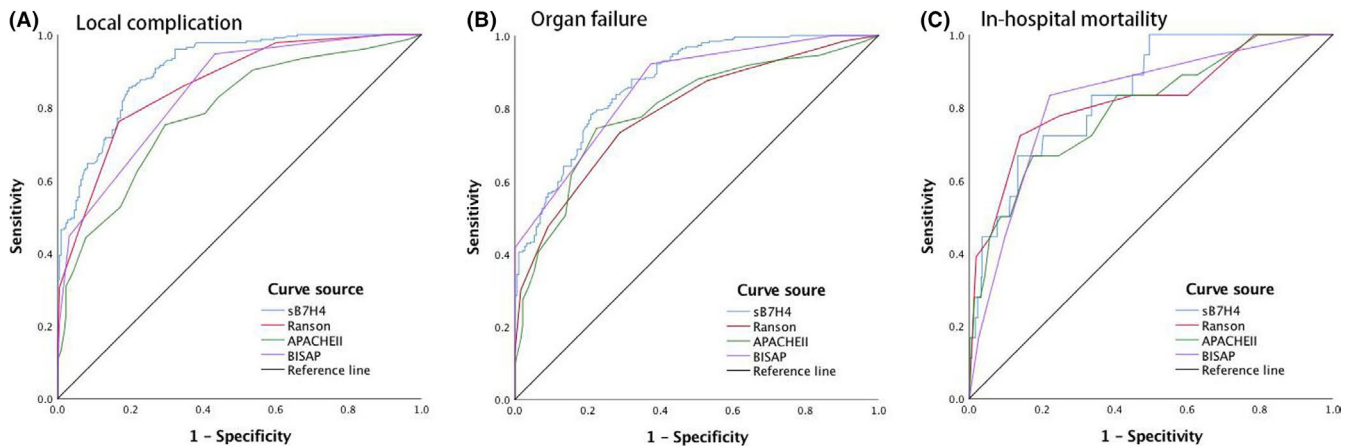 (A) Local complication
Sensitivity
1.0
0.8
0.6
0.4
0.2
0.0
Curve source
sB7H4
Ranson
APACHEII
BISAP
Reference line
0.0 0.2 0.4 0.6 0.8 1.0
1 – Specificity
(B) Organ failure
Sensitivity
1.0
0.8
0.6
0.4
0.2
0.0
Curve soure
sB7H4
Ranson
APACHEII
BISAP
Reference line
0.0 0.2 0.4 0.6 0.8 1.0
1 – Specificity
(C) In-hospital mortaility
Sensitivity
1.0
0.8
0.6
0.4
0.2
0.0
Curve soure
sB7H4
Ranson
APACHEII
BISAP
Reference line
0.0 0.2 0.4 0.6 0.8 1.0
1 – Specitivity